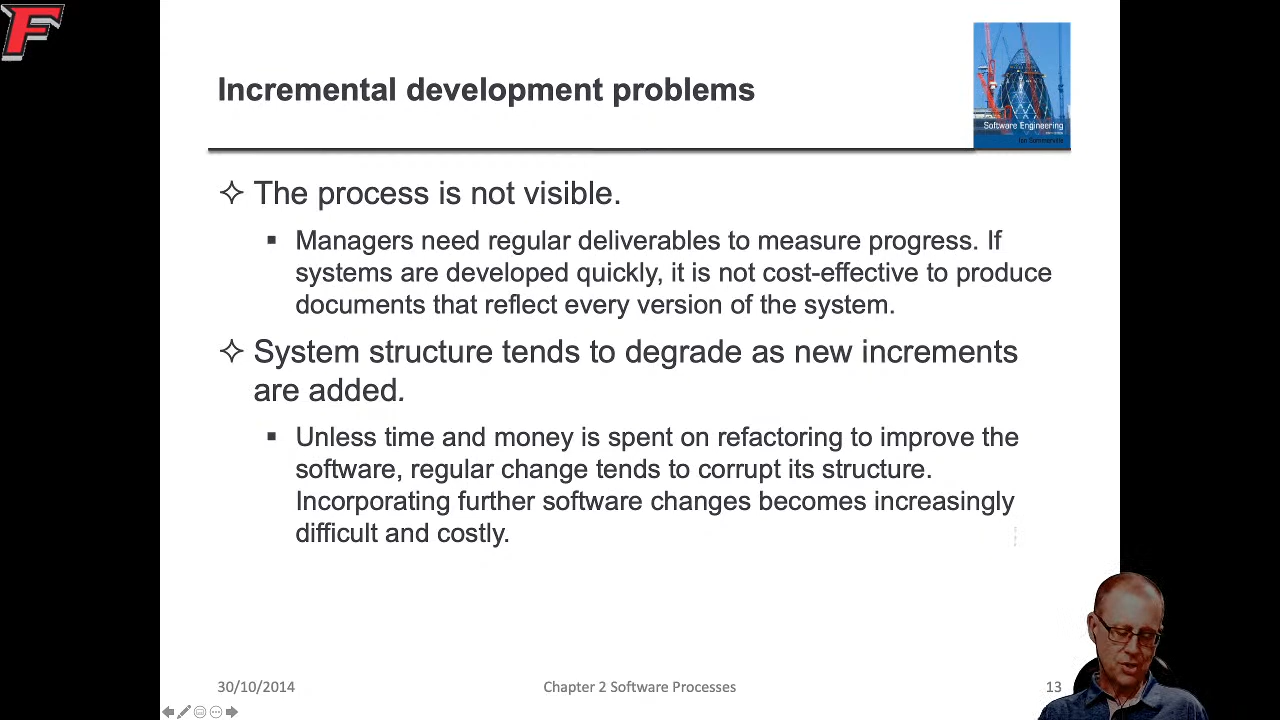 F
Incremental development problems
Software Engineering
Ian Sommerville
The process is not visible.
Managers need regular deliverables to measure progress. If
systems are developed quickly, it is not cost-effective to produce
documents that reflect every version of the system.
System structure tends to degrade as new increments
are added.
Unless time and money is spent on refactoring to improve the
software, regular change tends to corrupt its structure.
Incorporating further software changes becomes increasingly
difficult and costly.
30/10/2014
Chapter 2 Software Processes
13